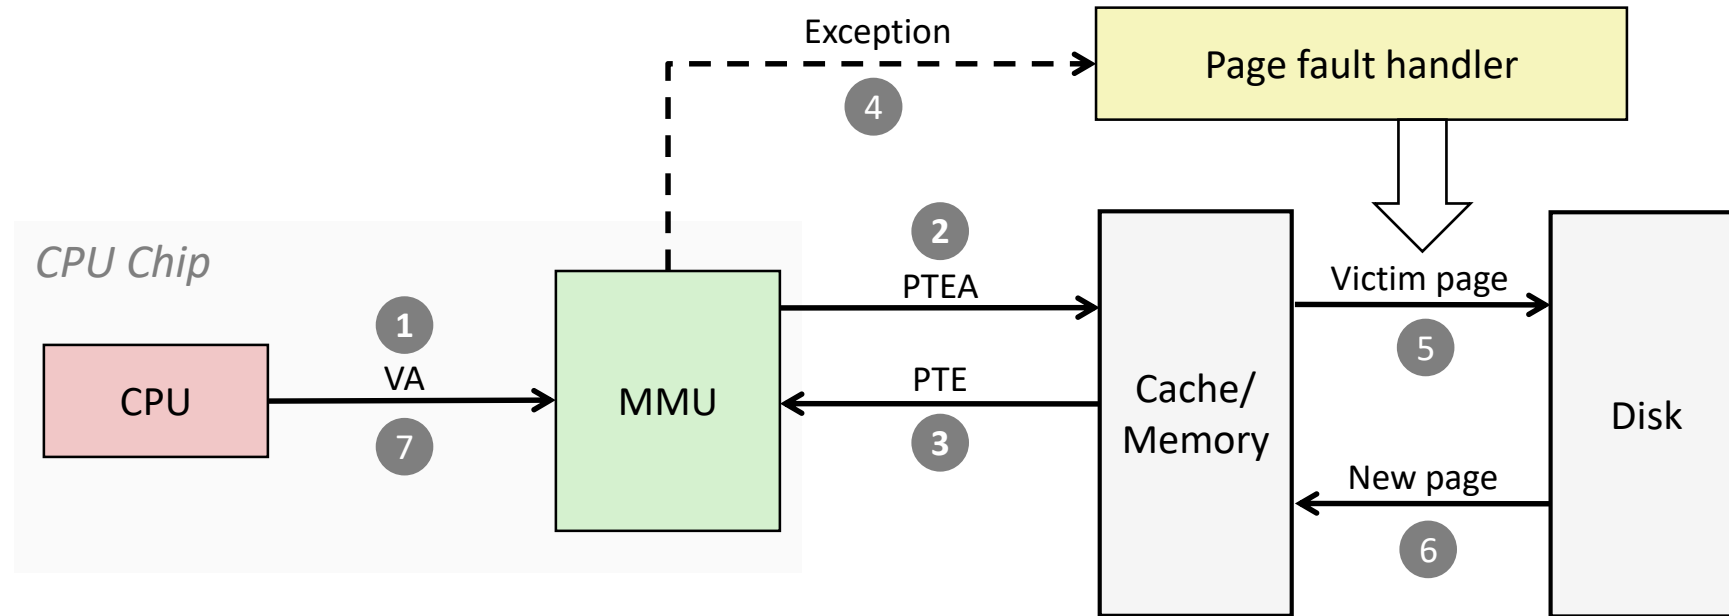 Exception
Page fault handler
4
CPU Chip
2
PTEA
Victim page
1
5
VA
CPU
MMU
PTE
Cache/
Memory
Disk
7
3
New page
6